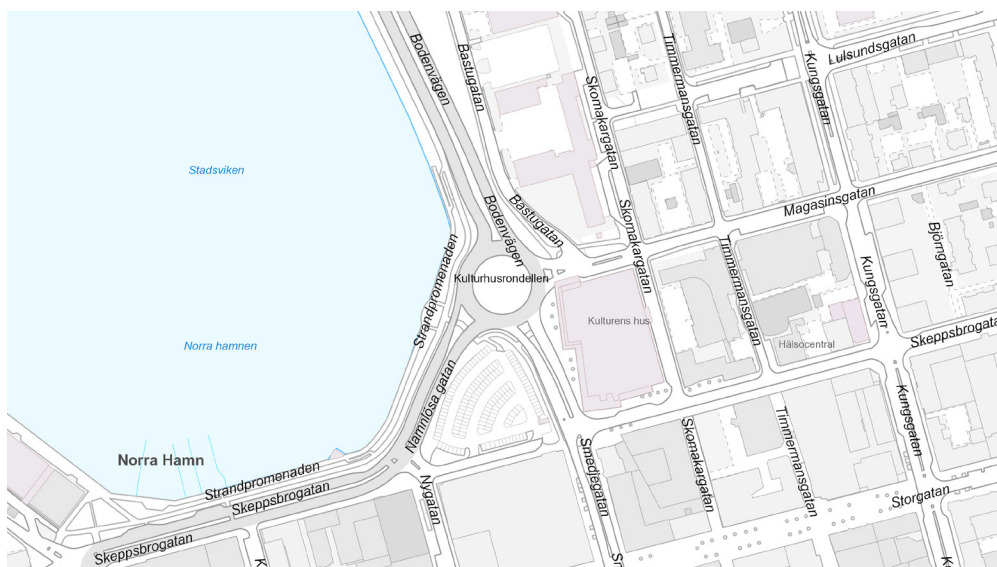 Bodenvägen
Bastugatan
Timmermansgatan
Kungsgatan
Lulsundsgatan
Skomakargatan
Stadsviken
Magasinsgatan
Bodenvägen
Bastugatan
Skomakargatan
Strandpromenaden
Timmermansgatan
Björngatan
Kulturhusrondellen
Kungsgatan
Kulturens hus
Skeppsbrogatan
Norra hamnen
Hälsocentral
Namnlösa gatan
Kungsgatan
Norra Hamn
Strandpromenaden
Skeppsbrogatan
Nygatan
Smedjegatan
Skomakargatan
Timmermansgatan
Storgatan
Skeppsbrogatan